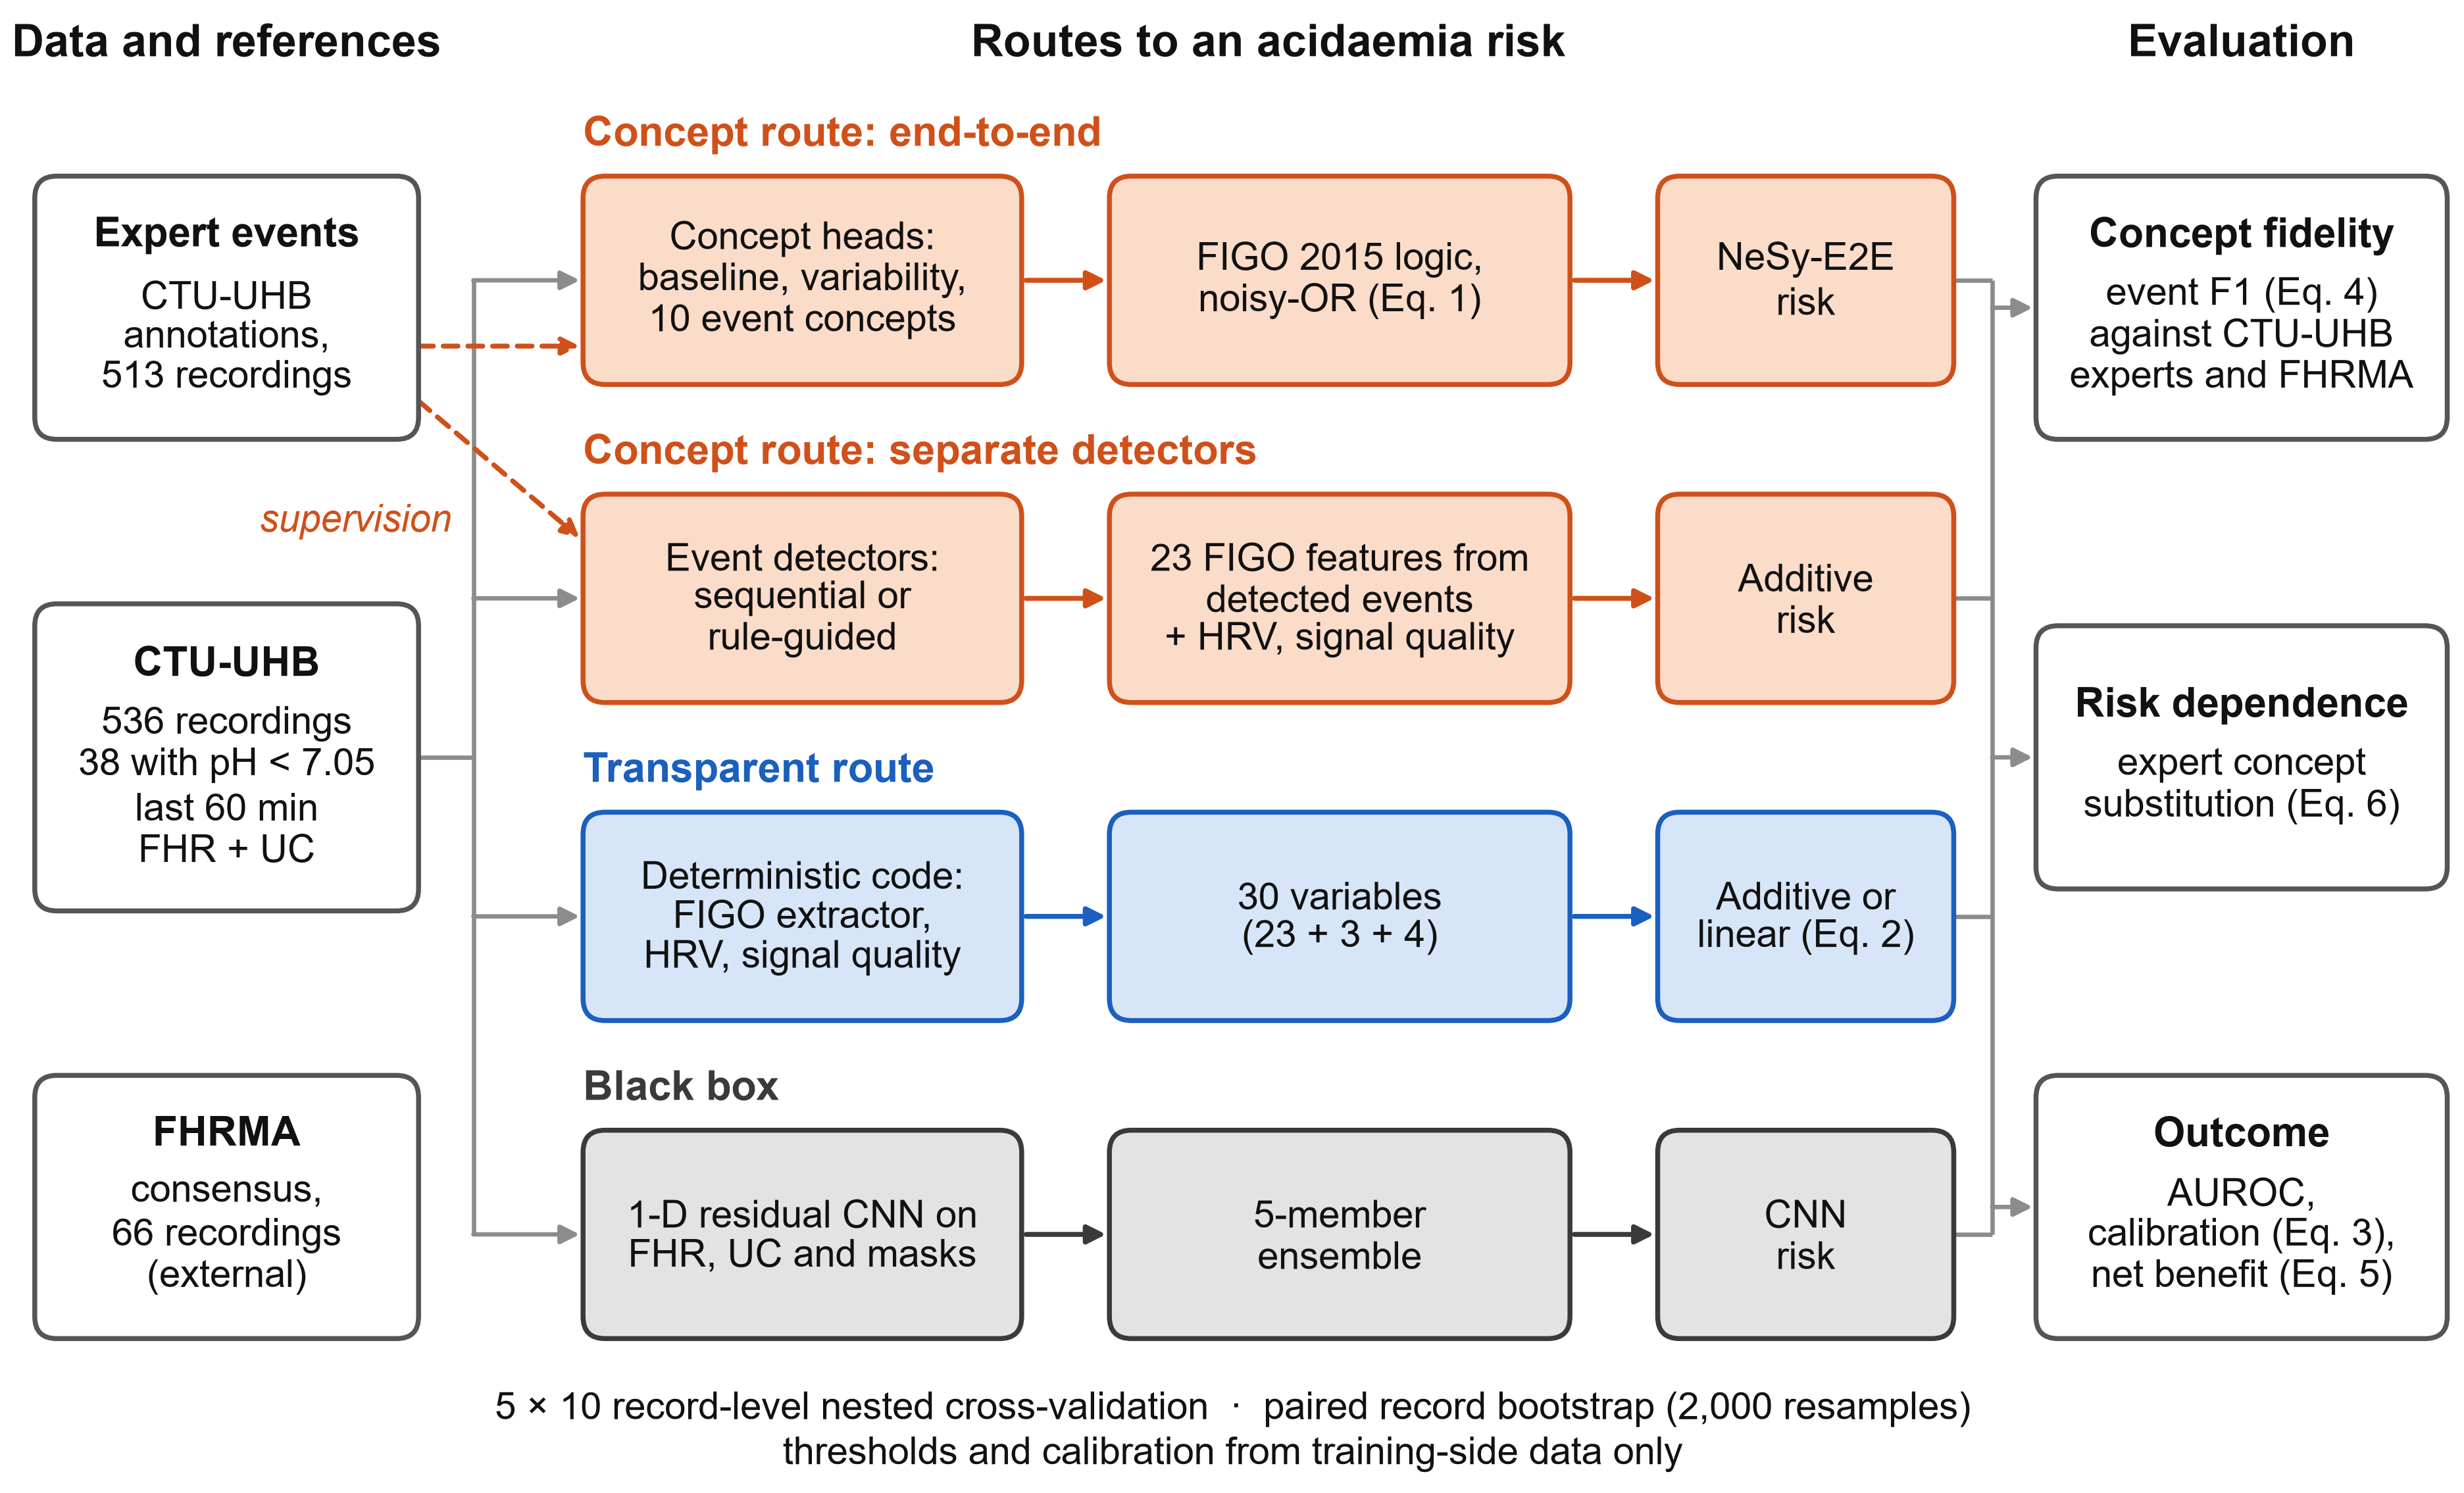 Data and references
Routes to an acidaemia risk
Evaluation
Expert events
CTU-UHB
annotations,
513 recordings
supervision
CTU-UHB
536 recordings
38 with pH < 7.05
last 60 min
FHR + UC
FHRMA
consensus,
66 recordings
(external)
Concept route: end-to-end
Concept heads:
baseline, variability,
10 event concepts
FIGO 2015 logic,
noisy-OR (Eq. 1)
NeSy-E2E
risk
Concept route: separate detectors
Event detectors:
sequential or
rule-guided
23 FIGO features from
detected events
+ HRV, signal quality
Additive
risk
Transparent route
Deterministic code:
FIGO extractor,
HRV, signal quality
30 variables
(23 + 3 + 4)
Additive or
linear (Eq. 2)
Black box
1-D residual CNN on
FHR, UC and masks
5-member
ensemble
CNN
risk
Concept fidelity
event F1 (Eq. 4)
against CTU-UHB
experts and FHRMA
Risk dependence
expert concept
substitution (Eq. 6)
Outcome
AUROC,
calibration (Eq. 3),
net benefit (Eq. 5)
5 × 10 record-level nested cross-validation · paired record bootstrap (2,000 resamples)
thresholds and calibration from training-side data only